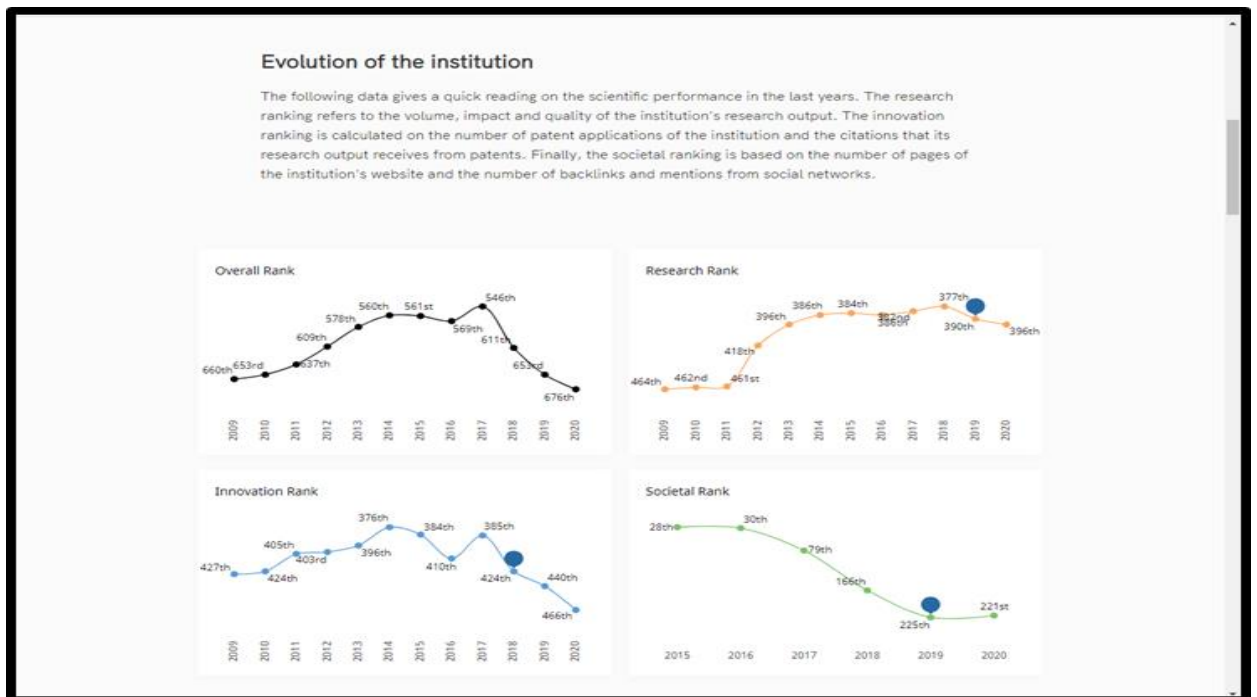 Evolution of the institution
The following data gives a quick reading on the scientific performance in the last years. The research
ranking refers to the volume, impact and quality of the institution's research output. The innovation
ranking is calculated on the number of patent applications of the institution and the citations that its
research output receives from patents. Finally, the societal ranking is based on the number of pages of
the institution's website and the number of backlinks and mentions from social networks.
Overall Rank
660th 653rd 637th 609th 578th 560th 561st 569th 546th 611th 653rd 676th
2009 2010 2011 2012 2013 2014 2015 2016 2017 2018 2019 2020
Research Rank
464th 462nd 461st 418th 396th 386th 384th 386th 382nd 377th 390th 396th
2009 2010 2011 2012 2013 2014 2015 2016 2017 2018 2019 2020
Innovation Rank
427th 424th 405th 403rd 396th 376th 384th 410th 385th 424th 440th 466th
2009 2010 2011 2012 2013 2014 2015 2016 2017 2018 2019 2020
Societal Rank
28th 30th 79th 166th 225th 221st
2015 2016 2017 2018 2019 2020